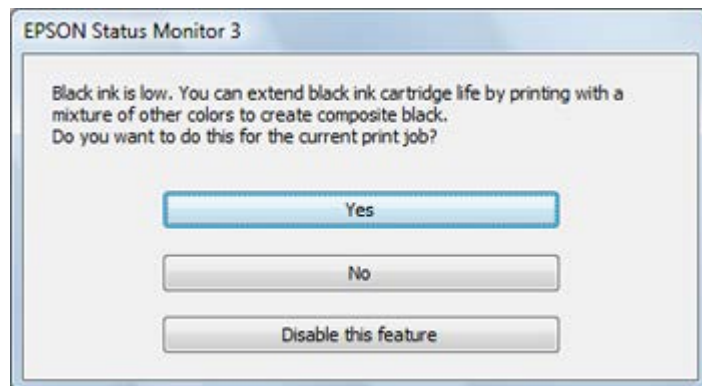 EPSON Status Monitor 3
Black ink is low. You can extend black ink cartridge life by printing with a
mixture of other colors to create composite black.
Do you want to do this for the current print job?
Yes
No
Disable this feature